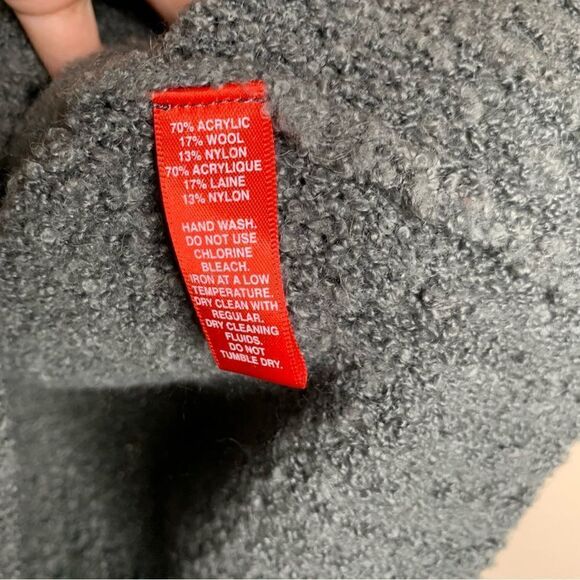 70% ACRYLIC
17% WOOL
13% NYLON
70% ACRYLIQUE
17% LAINE
13% NYLON
HAND WASH.
DO NOT USE
CHLORINE
BLEACH.
IRON AT A LOW
TEMPERATURE.
DRY CLEAN WITH
REGULAR.
DRY CLEANING
FLUIDS.
DO NOT
TUMBLE DRY.